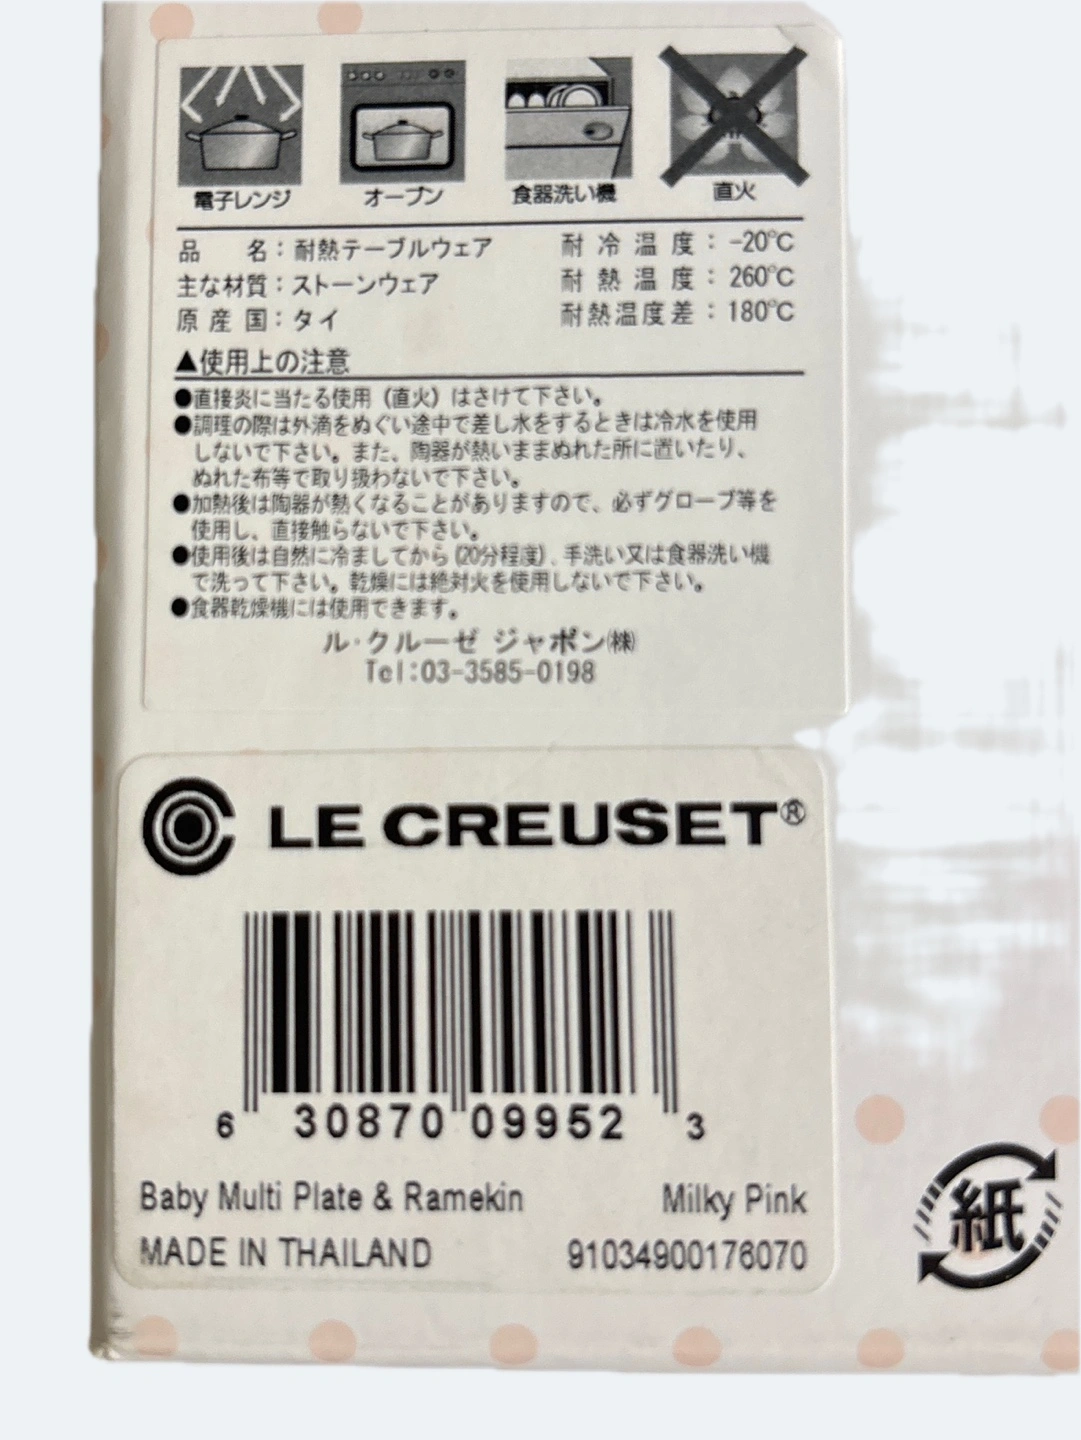 電子レンジ オーブン 食器洗い機 直火
品 名：耐熱テーブルウェア 耐冷温度：-20℃
主な材質：ストーンウェア 耐熱温度：260℃
原産国：タイ 耐熱温度差：180℃
▲使用上の注意
●直接炎に当たる使用（直火）はさけて下さい。
●調理の際は外滴をぬぐい途中で差し水をするときは冷水を使用
しないで下さい。また、陶器が熱いままぬれた所に置いたり、
ぬれた布等で取り扱わないで下さい。
●加熱後は陶器が熱くなることがありますので、必ずグローブ等を
使用し、直接触らないで下さい。
●使用後は自然に冷ましてから(20分程度)、手洗い又は食器洗い機
で洗って下さい。乾燥には絶対火を使用しないで下さい。
●食器乾燥機には使用できます。
ル・クルーゼ ジャポン㈱
Tel:03-3585-0198
LE CREUSET®
6 30870 09952 3
Baby Multi Plate & Ramekin Milky Pink
MADE IN THAILAND 91034900176070
紙